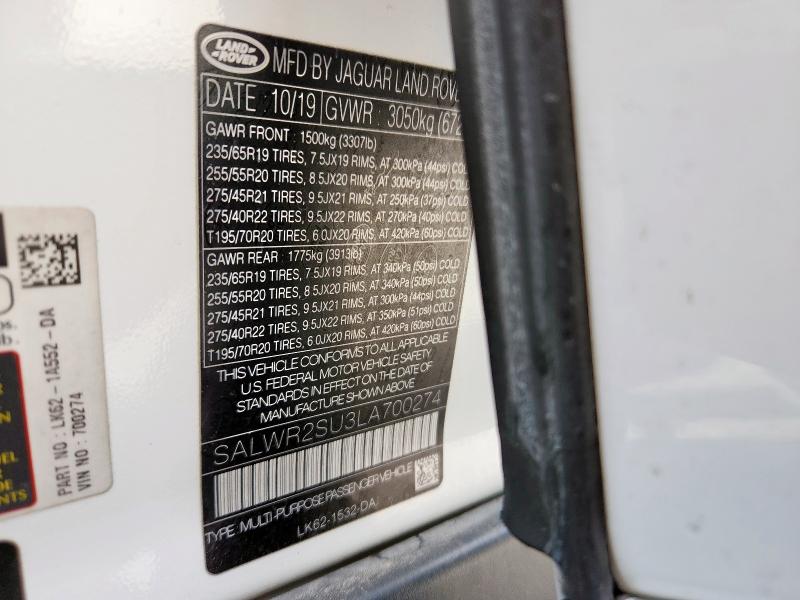 LAND
ROVER
MFD BY JAGUAR LAND ROVE
DATE: 10/19 GVWR : 3050kg (672
GAWR FRONT : 1500kg (3307lb)
235/65R19 TIRES, 7.5JX19 RIMS, AT 300kPa (44psi) COLD
255/55R20 TIRES, 8.5JX20 RIMS, AT 300kPa (44psi) COLD
275/45R21 TIRES, 9.5JX21 RIMS, AT 250kPa (37psi) COLD
275/40R22 TIRES, 9.5JX22 RIMS, AT 270kPa (40psi) COLD
T195/70R20 TIRES, 6.0JX20 RIMS, AT 420kPa (60psi) COLD
GAWR REAR : 1775kg (3913lb)
235/65R19 TIRES, 7.5JX19 RIMS, AT 340kPa (50psi) COLD
255/55R20 TIRES, 8.5JX20 RIMS, AT 340kPa (50psi) COLD
275/45R21 TIRES, 9.5JX21 RIMS, AT 300kPa (44psi) COLD
275/40R22 TIRES, 9.5JX22 RIMS, AT 350kPa (51psi) COLD
T195/70R20 TIRES, 6.0JX20 RIMS, AT 420kPa (60psi) COLD
THIS VEHICLE CONFORMS TO ALL APPLICABLE
U.S. FEDERAL MOTOR VEHICLE SAFETY
STANDARDS IN EFFECT ON THE DATE OF
MANUFACTURE SHOWN ABOVE
SALWR2SU3LA700274
TYPE: MULTI-PURPOSE PASSENGER VEHICLE
LK62-1532-DA
PART NO : LK62 - 1A552 - DA
VIN NO : 700274